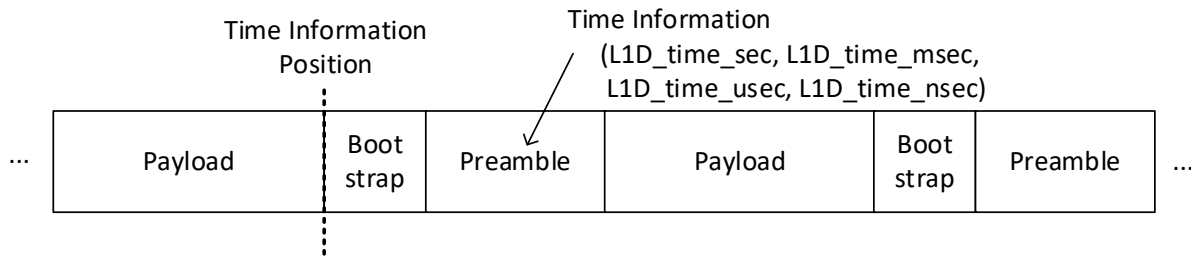 Time Information
Position
Time Information
(L1D_time_sec, L1D_time_msec,
L1D_time_usec, L1D_time_nsec)
... Payload Boot strap Preamble Payload Boot strap Preamble ...